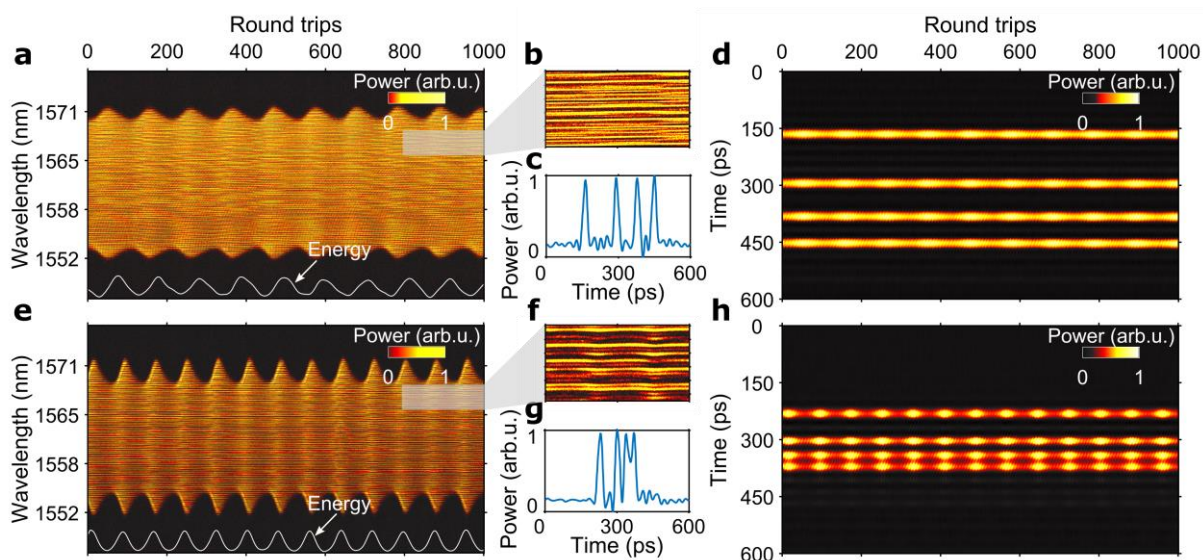 Round trips
0 200 400 600 800 1000
a
Power (arb.u.)
0 1
Wavelength (nm)
1571
1565
1558
1552
Energy
b
c
Power (arb.u.)
1
0
0 300 600
Time (ps)
Round trips
0 200 400 600 800 1000
d
Power (arb.u.)
0 1
Time (ps)
0
150
300
450
600
e
Power (arb.u.)
0 1
Wavelength (nm)
1571
1565
1558
1552
Energy
f
g
Power (arb.u.)
1
0
0 300 600
Time (ps)
h
Power (arb.u.)
0 1
Time (ps)
0
150
300
450
600